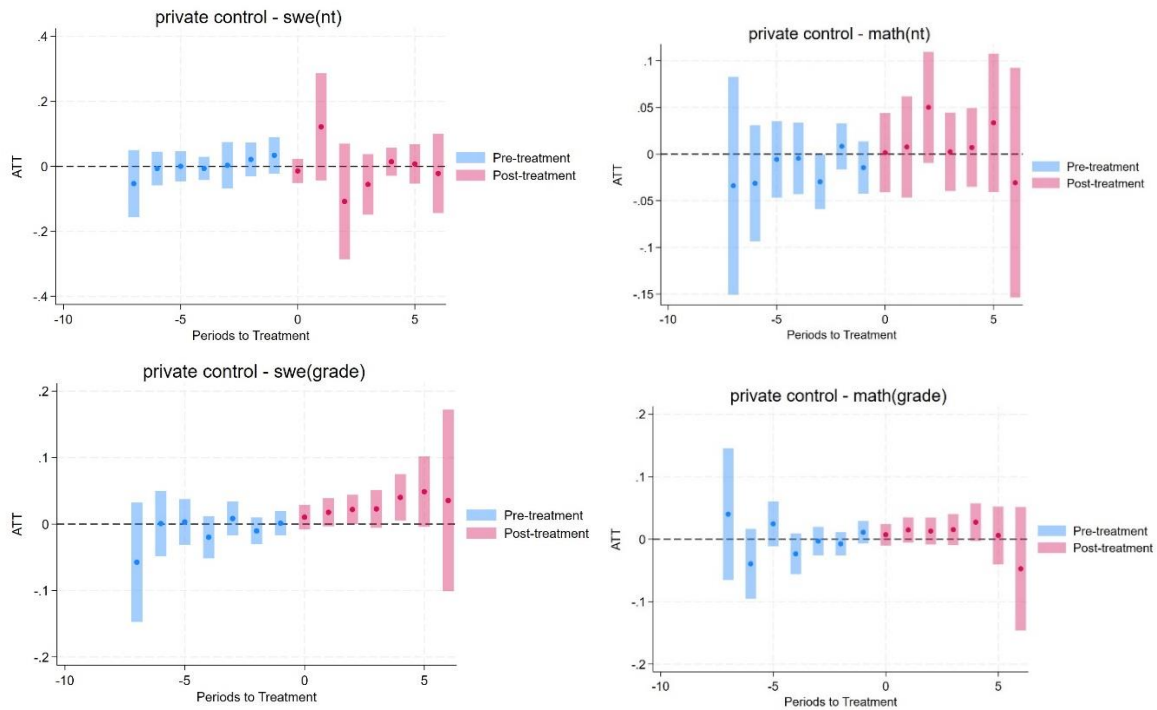 private control - swe(nt)
.4
.2
0
-.2
-.4
ATT
-10
-5
0
5
Periods to Treatment
Pre-treatment
Post-treatment
private control - math(nt)
.1
.05
0
-.05
-.1
-.15
ATT
-10
-5
0
5
Periods to Treatment
Pre-treatment
Post-treatment
private control - swe(grade)
.2
.1
0
-.1
-.2
ATT
-10
-5
0
5
Periods to Treatment
Pre-treatment
Post-treatment
private control - math(grade)
.2
.1
0
-.1
-.2
ATT
-10
-5
0
5
Periods to Treatment
Pre-treatment
Post-treatment